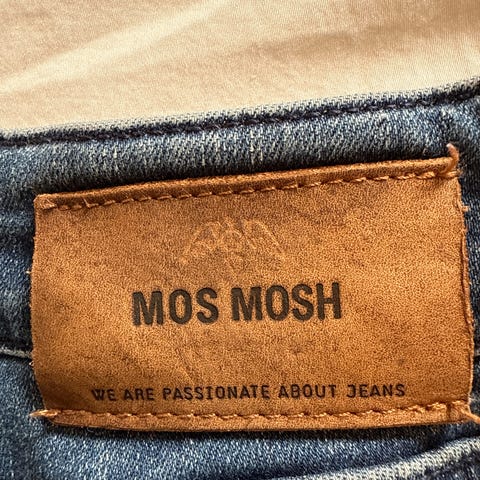 MOS MOSH
WE ARE PASSIONATE ABOUT JEANS